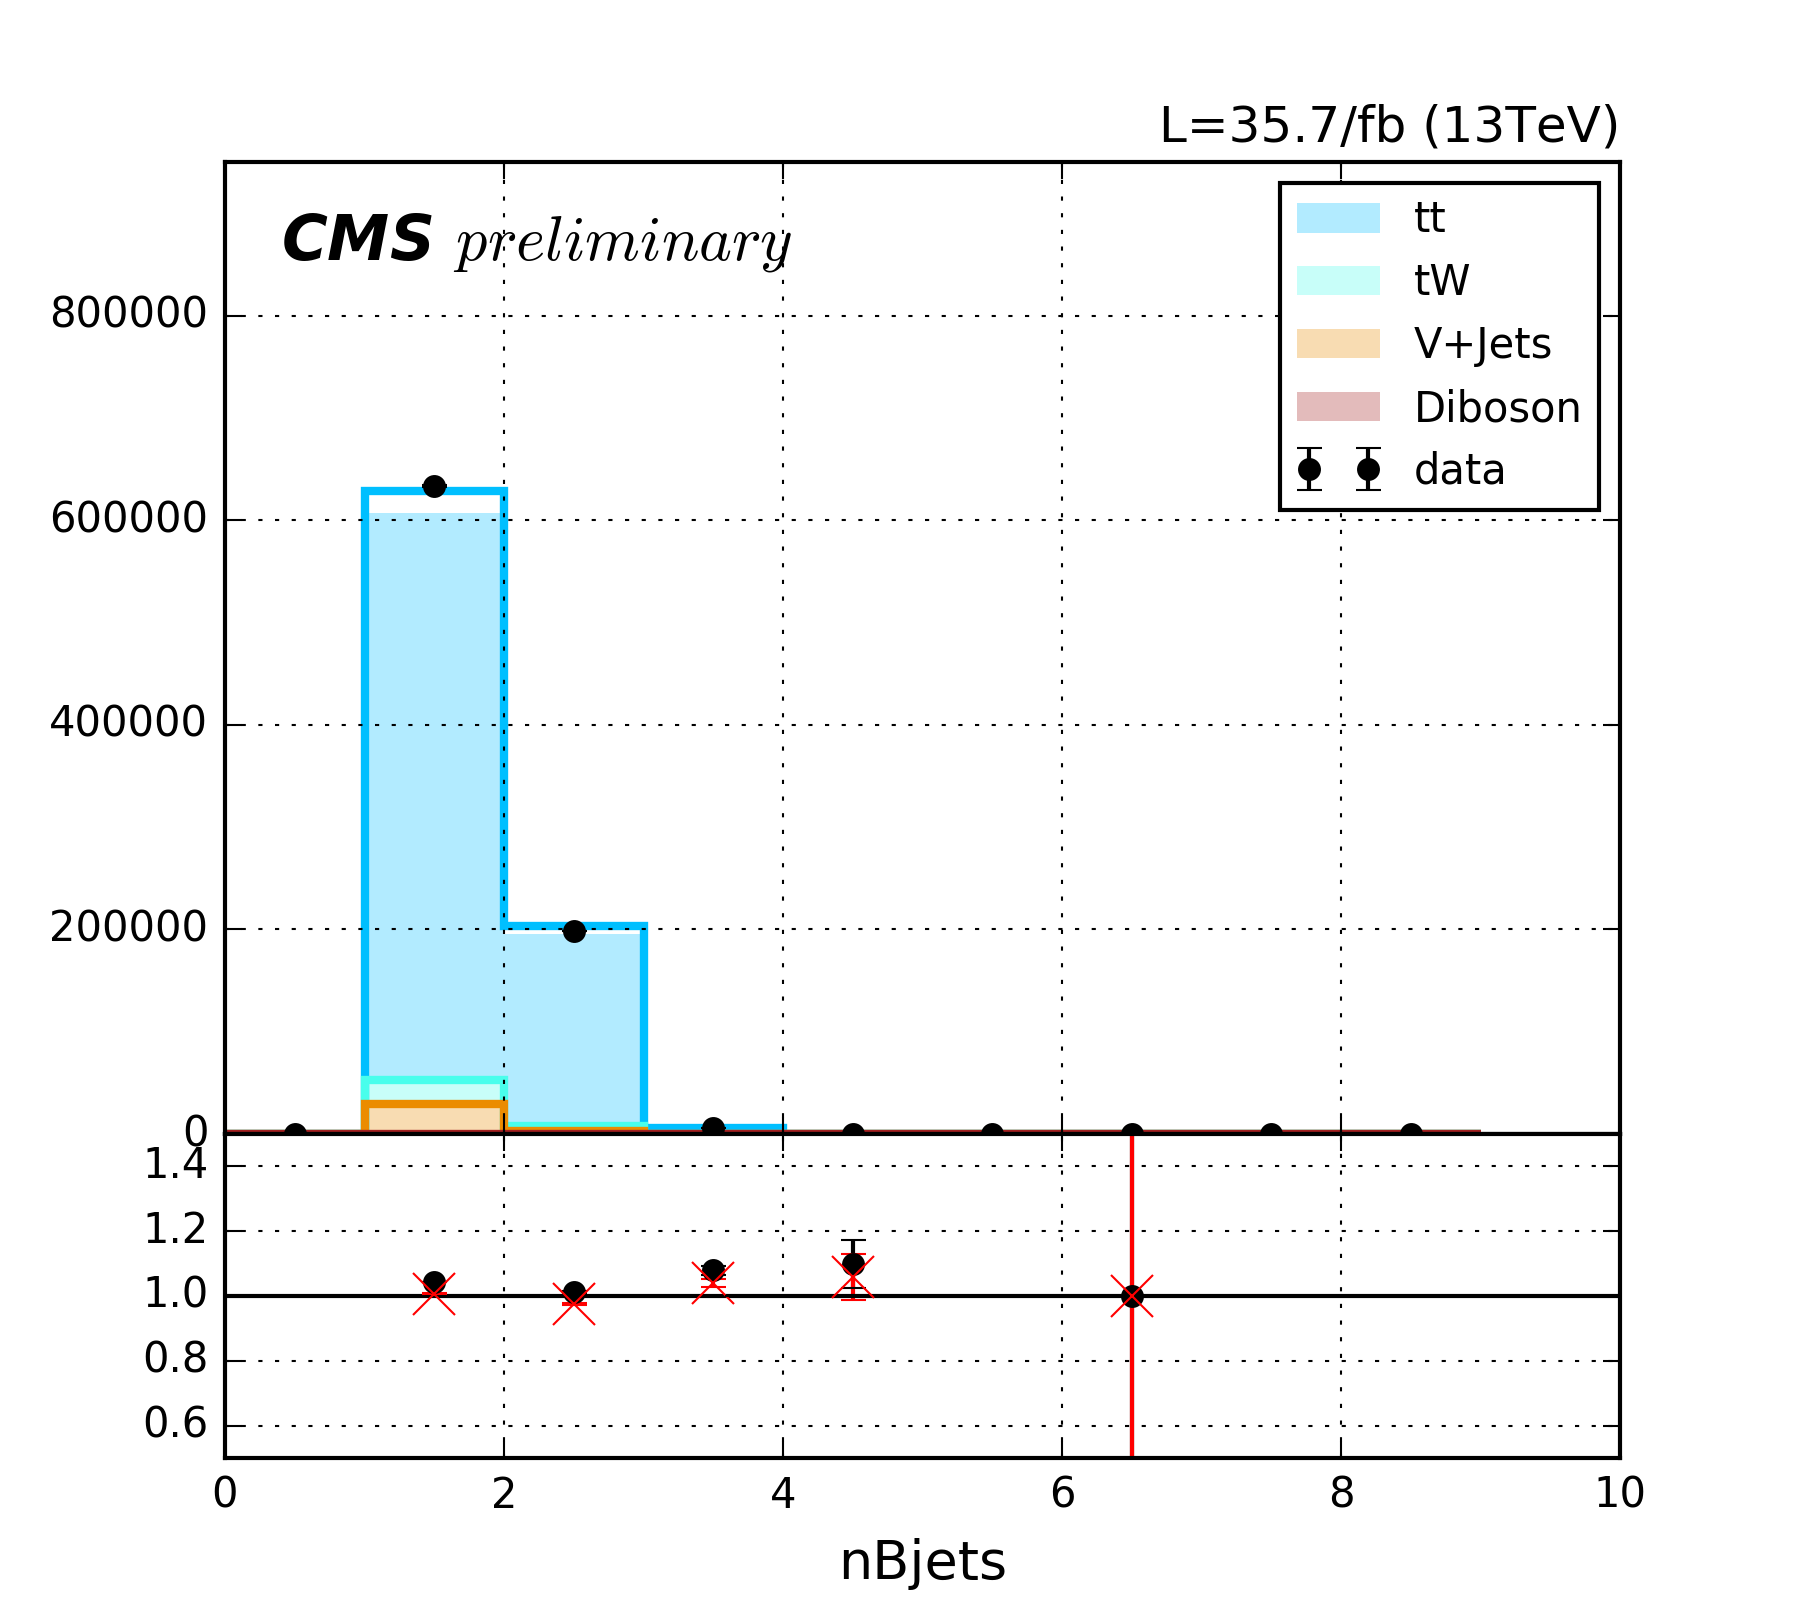 L=35.7/fb (13TeV)
CMS preliminary
tt
tW
V+Jets
Diboson
data
800000
600000
400000
200000
0
1.4
1.2
1.0
0.8
0.6
0 2 4 6 8 10
nBjets